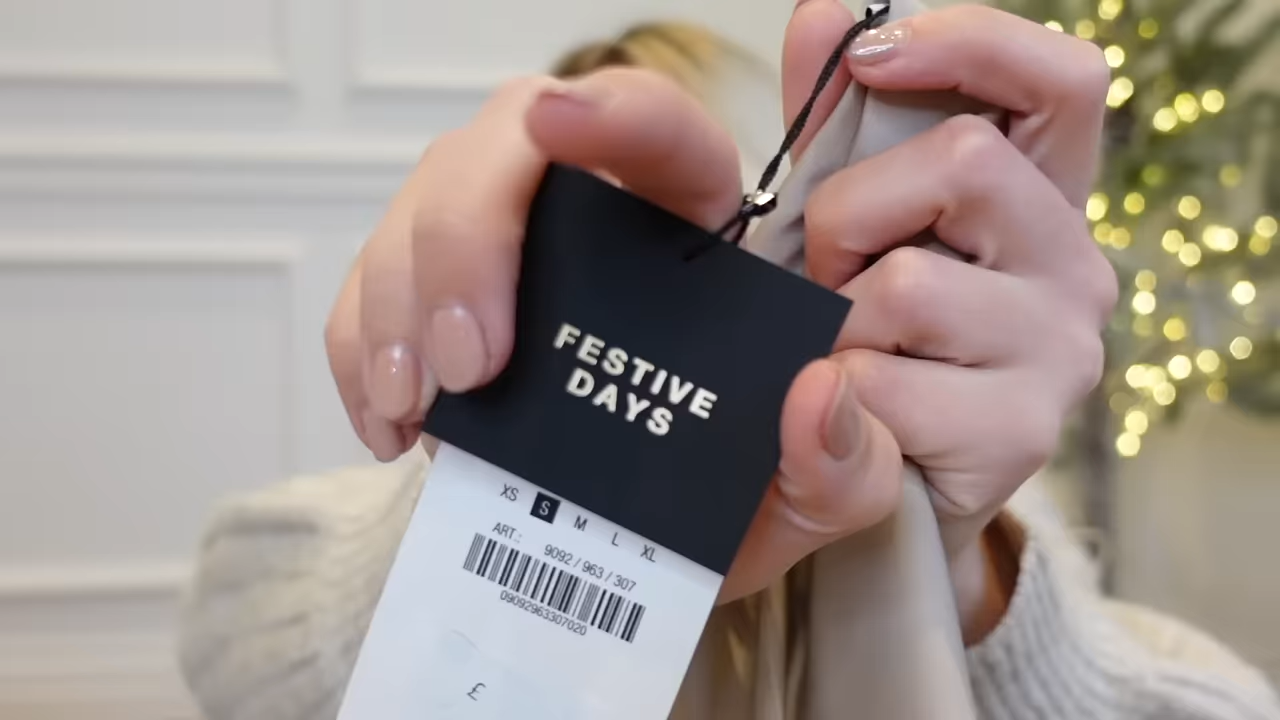 FESTIVE
DAYS
XS S M L XL
ART.: 9092 / 963 / 307
09092963307020
£